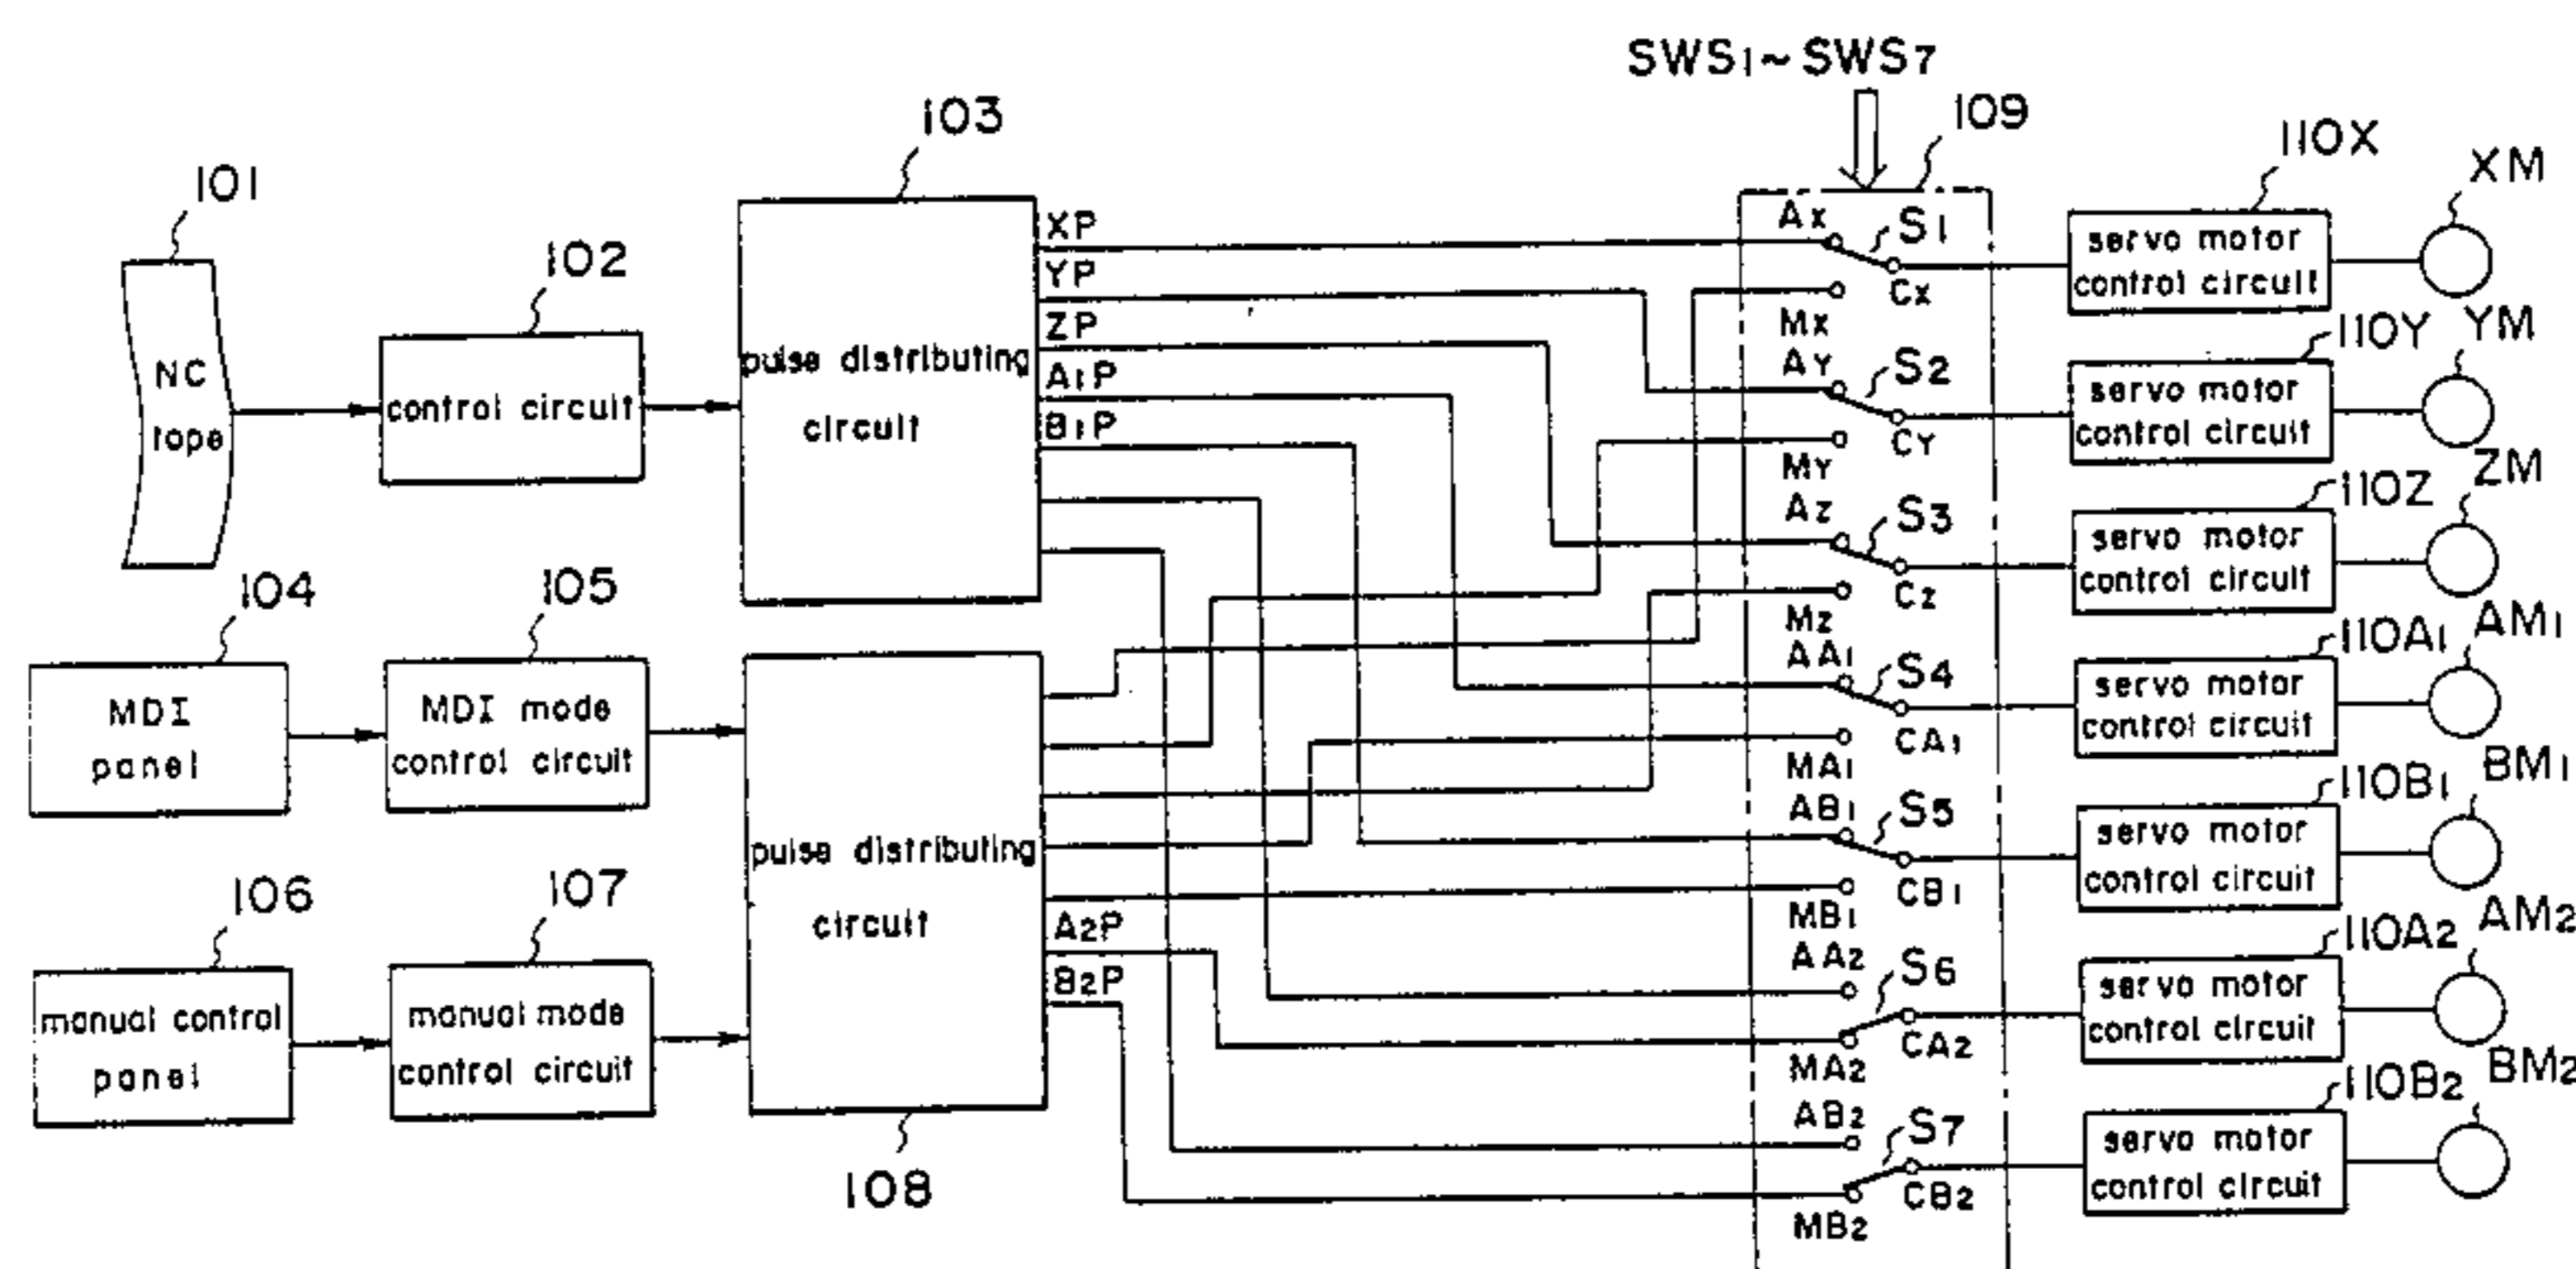 SWS1~SWS7
101
NC
tape
102
control circuit
103
pulse distributing
circuit
XP
YP
ZP
A1P
B1P
104
MDI
panel
105
MDI mode
control circuit
106
manual control
panel
107
manual mode
control circuit
pulse distributing
circuit
108
A2P
B2P
109
AX
S1
CX
MX
AY
S2
CY
MY
AZ
S3
CZ
MZ
AA1
S4
CA1
MA1
AB1
S5
CB1
MB1
AA2
S6
CA2
MA2
AB2
S7
CB2
MB2
110X
servo motor
control circuit
XM
110Y
servo motor
control circuit
YM
110Z
servo motor
control circuit
ZM
110A1
servo motor
control circuit
AM1
110B1
servo motor
control circuit
BM1
110A2
servo motor
control circuit
AM2
110B2
servo motor
control circuit
BM2